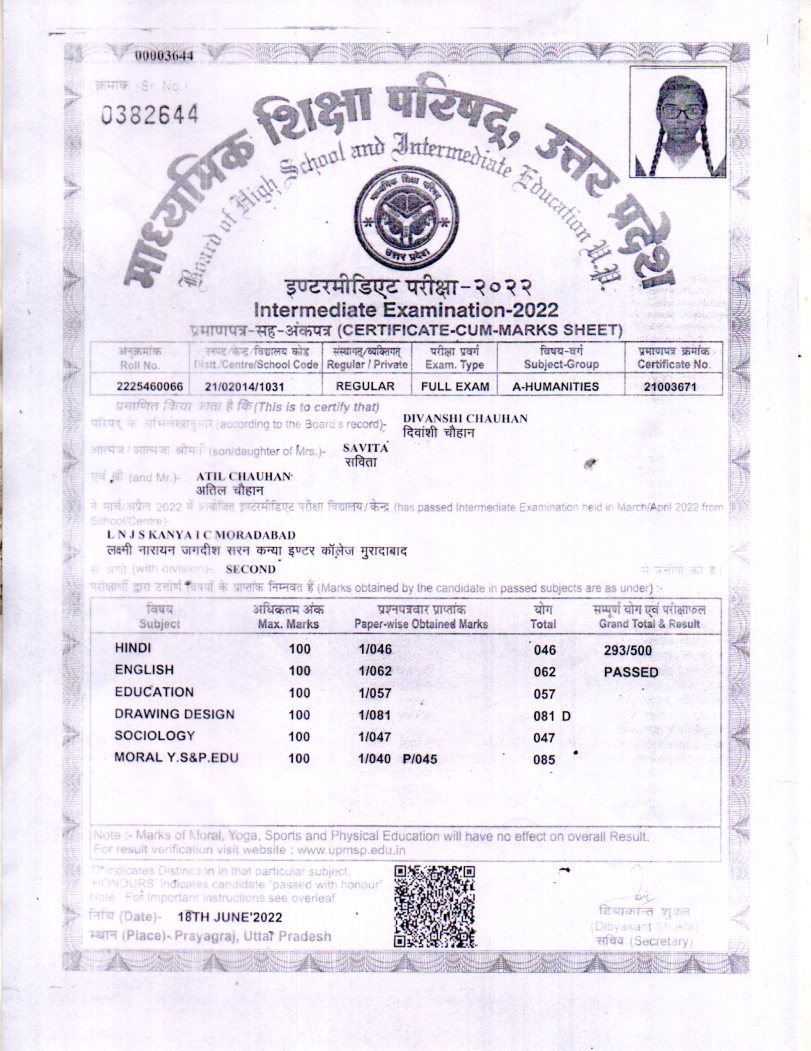 00003644
क्रमांक (Sr. No.)
0382644
माध्यमिक शिक्षा परिषद्, उत्तर प्रदेश
Board of High School and Intermediate Education U.P.
माध्यमिक शिक्षा परिषद
उत्तर प्रदेश
इण्टरमीडिएट परीक्षा-२०२२
Intermediate Examination-2022
प्रमाणपत्र-सह-अंकपत्र (CERTIFICATE-CUM-MARKS SHEET)
अनुक्रमांक जनपद/केन्द्र/विद्यालय कोड संस्थागत/व्यक्तिगत परीक्षा प्रवर्ग विषय-वर्ग प्रमाणपत्र क्रमांक
Roll No. Distt./Centre/School Code Regular / Private Exam. Type Subject-Group Certificate No.
2225460066 21/02014/1031 REGULAR FULL EXAM A-HUMANITIES 21003671
प्रमाणित किया जाता है कि (This is to certify that)
परिषद् के अभिलेखानुसार (according to the Board's record)- DIVANSHI CHAUHAN
दिवांशी चौहान
आत्मज/आत्मजा श्रीमती (son/daughter of Mrs.)- SAVITA
सविता
एवं श्री (and Mr.)- ATIL CHAUHAN
अतिल चौहान
ने मार्च/अप्रैल 2022 में आयोजित इण्टरमीडिएट परीक्षा विद्यालय/केन्द्र (has passed Intermediate Examination held in March/April 2022 from
School/Centre)-
L N J S KANYA I C MORADABAD
लक्ष्मी नारायन जगदीश सरन कन्या इण्टर कॉलेज मुरादाबाद
से श्रेणी (with division)- SECOND में उत्तीर्ण की है।
परीक्षार्थी द्वारा उत्तीर्ण विषयों के प्राप्तांक निम्नवत हैं (Marks obtained by the candidate in passed subjects are as under) :-
विषय अधिकतम अंक प्रश्नपत्रवार प्राप्तांक योग सम्पूर्ण योग एवं परीक्षाफल
Subject Max. Marks Paper-wise Obtained Marks Total Grand Total & Result
HINDI 100 1/046 046 293/500
ENGLISH 100 1/062 062 PASSED
EDUCATION 100 1/057 057
DRAWING DESIGN 100 1/081 081 D
SOCIOLOGY 100 1/047 047
MORAL Y.S&P.EDU 100 1/040 P/045 085
Note :- Marks of Moral, Yoga, Sports and Physical Education will have no effect on overall Result.
For result verification visit website : www.upmsp.edu.in
'D' indicates Distinction in that particular subject,
'HONOURS' indicates candidate "passed with honour"
Note : For Important instructions see overleaf
तिथि (Date)- 18TH JUNE'2022
स्थान (Place)- Prayagraj, Uttar Pradesh
दिव्यकान्त शुक्ल
(Dibyakant Shukla)
सचिव (Secretary)